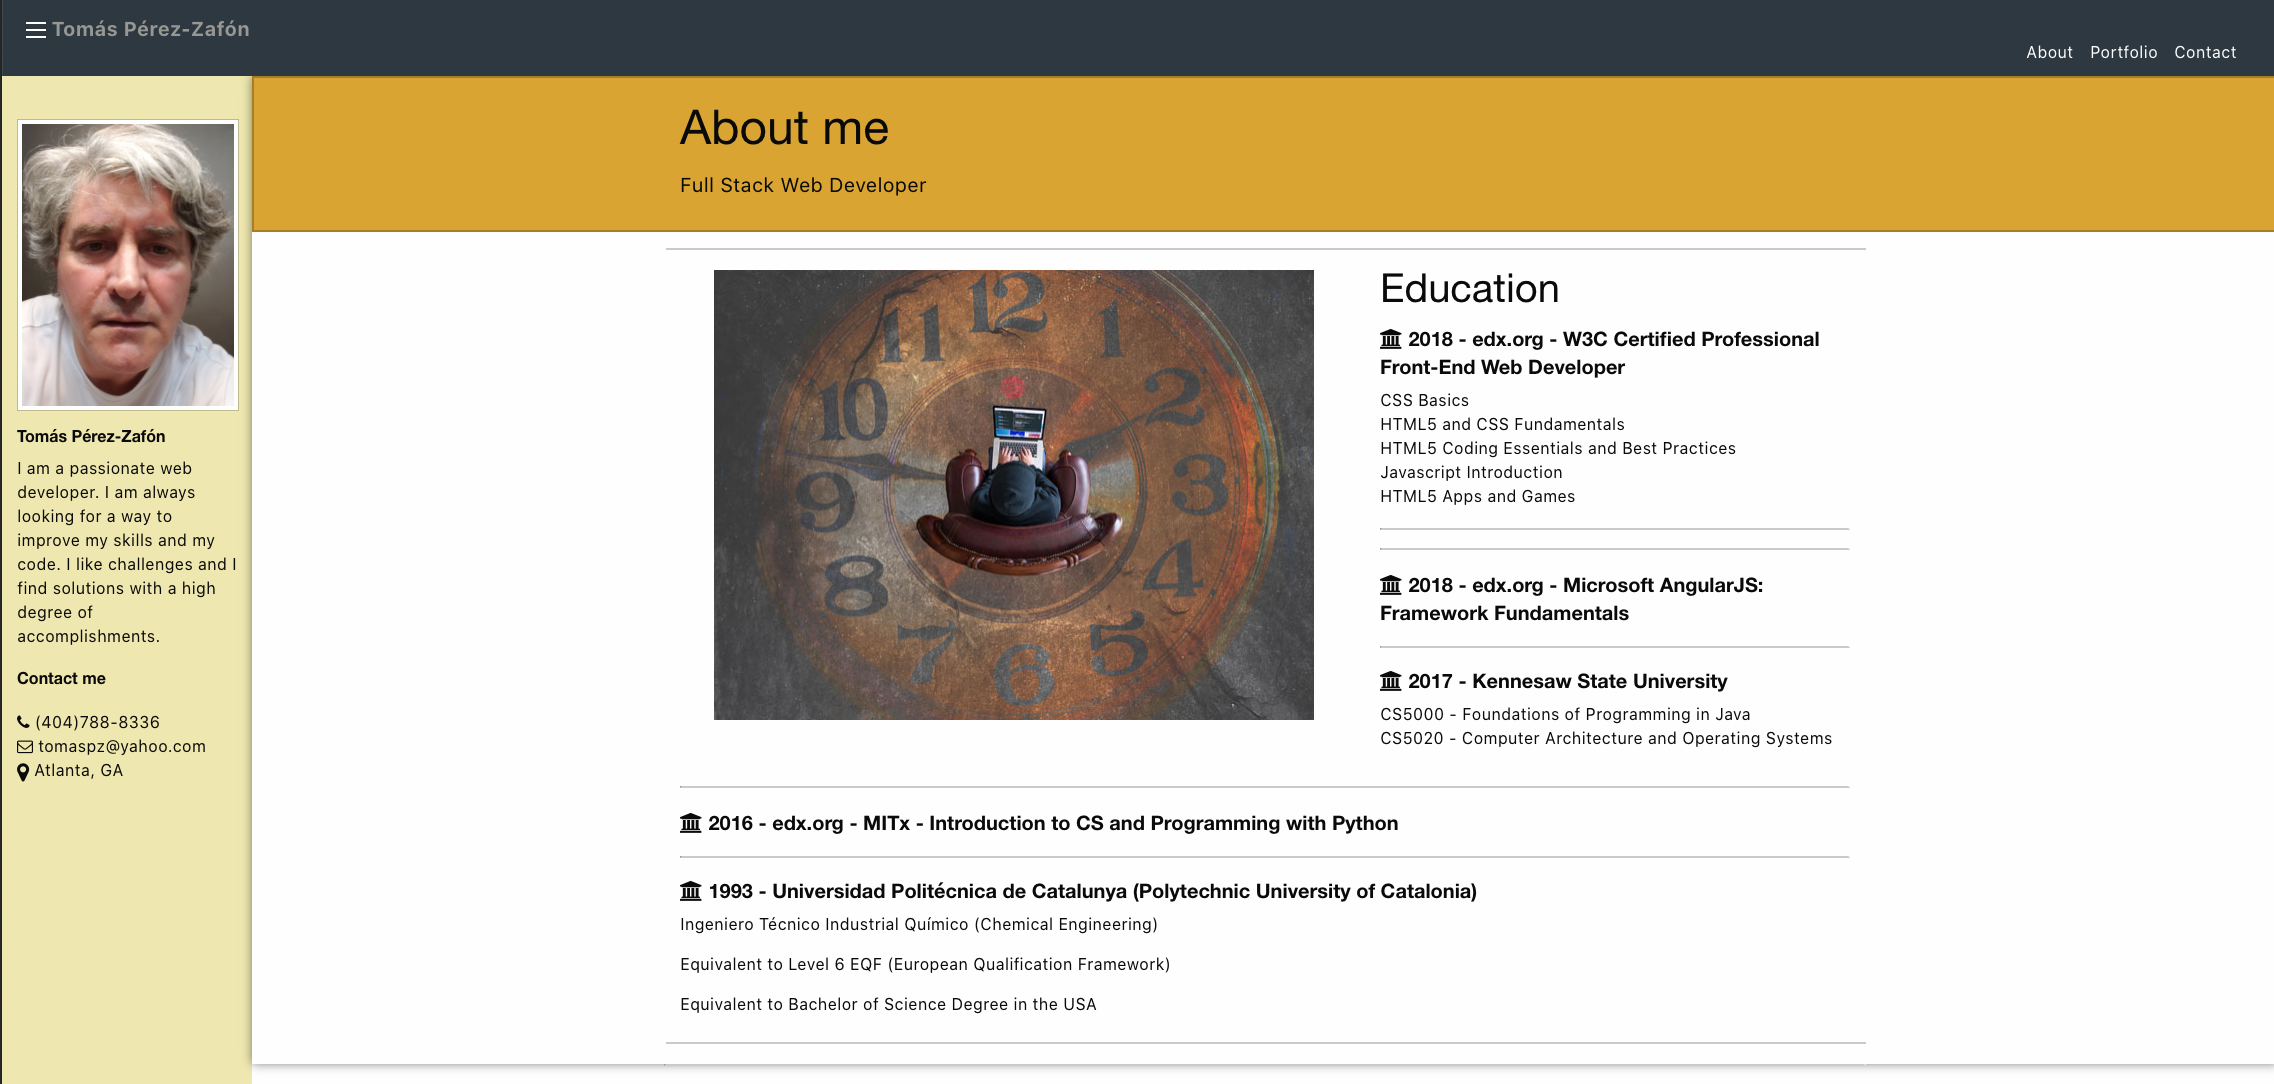 Tomás Pérez-Zafón
About Portfolio Contact
About me
Full Stack Web Developer
Tomás Pérez-Zafón
I am a passionate web
developer. I am always
looking for a way to
improve my skills and my
code. I like challenges and I
find solutions with a high
degree of
accomplishments.
Contact me
(404)788-8336
tomaspz@yahoo.com
Atlanta, GA
12
1
2
3
4
5
6
7
8
9
10
11
Education
2018 - edx.org - W3C Certified Professional
Front-End Web Developer
CSS Basics
HTML5 and CSS Fundamentals
HTML5 Coding Essentials and Best Practices
Javascript Introduction
HTML5 Apps and Games
2018 - edx.org - Microsoft AngularJS:
Framework Fundamentals
2017 - Kennesaw State University
CS5000 - Foundations of Programming in Java
CS5020 - Computer Architecture and Operating Systems
2016 - edx.org - MITx - Introduction to CS and Programming with Python
1993 - Universidad Politécnica de Catalunya (Polytechnic University of Catalonia)
Ingeniero Técnico Industrial Químico (Chemical Engineering)
Equivalent to Level 6 EQF (European Qualification Framework)
Equivalent to Bachelor of Science Degree in the USA